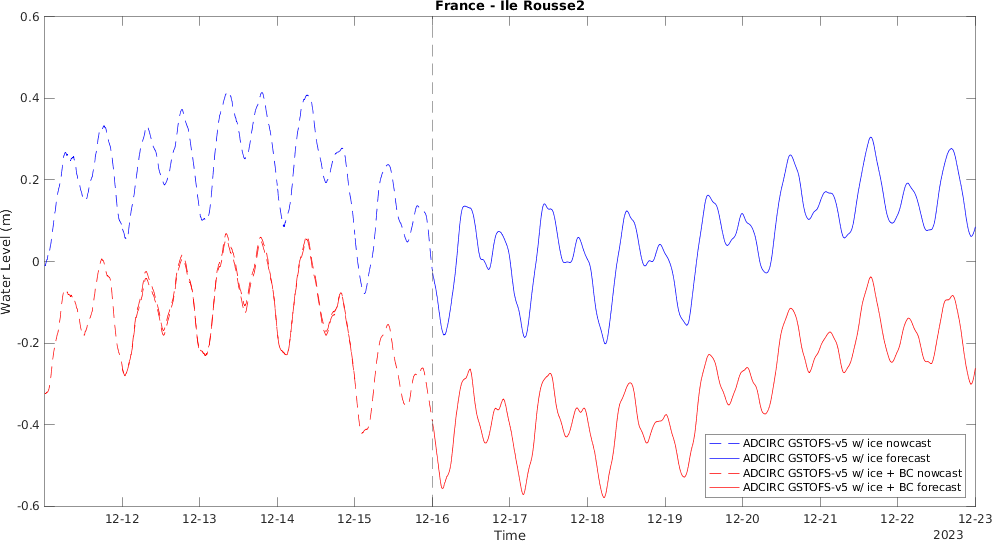 France - Ile Rousse2
0.6
0.4
0.2
0
-0.2
-0.4
-0.6
Water Level (m)
ADCIRC GSTOFS-v5 w/ ice nowcast
ADCIRC GSTOFS-v5 w/ ice forecast
ADCIRC GSTOFS-v5 w/ ice + BC nowcast
ADCIRC GSTOFS-v5 w/ ice + BC forecast
12-12 12-13 12-14 12-15 12-16 12-17 12-18 12-19 12-20 12-21 12-22 12-23
Time
2023